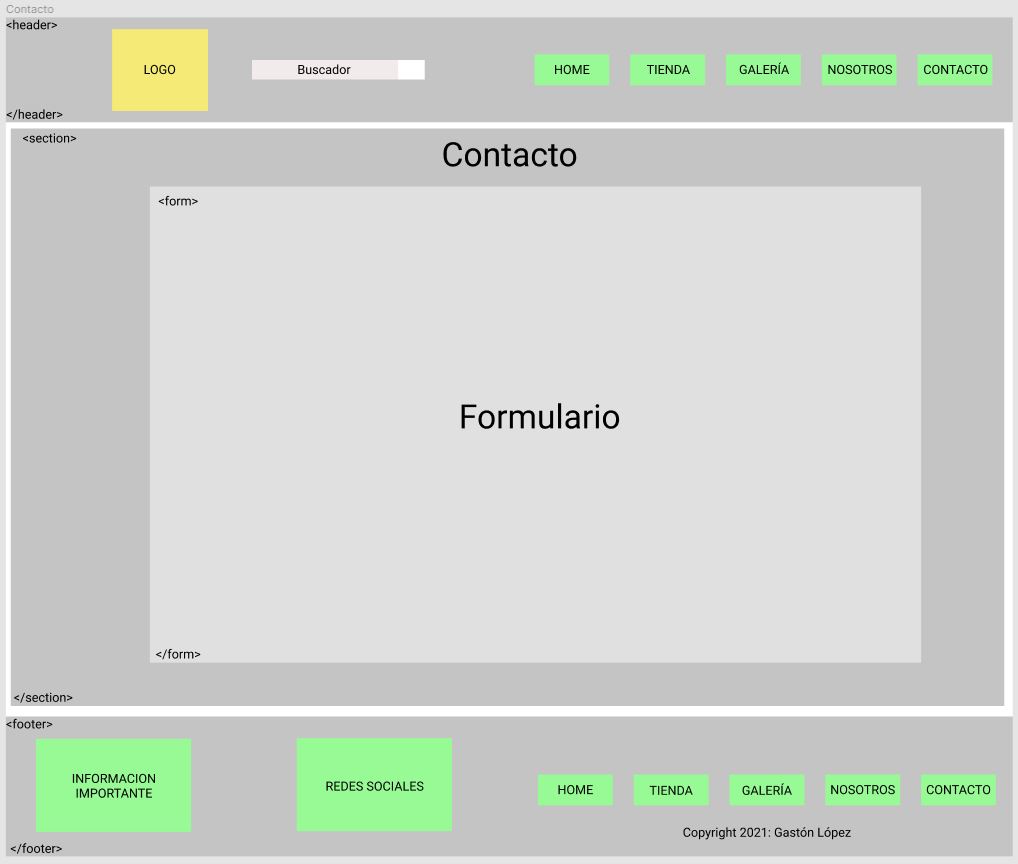 Contacto
<header>
LOGO
Buscador
HOME
TIENDA
GALERÍA
NOSOTROS
CONTACTO
</header>
<section>
Contacto
<form>
Formulario
</form>
</section>
<footer>
INFORMACION
IMPORTANTE
REDES SOCIALES
HOME
TIENDA
GALERÍA
NOSOTROS
CONTACTO
Copyright 2021: Gastón López
</footer>